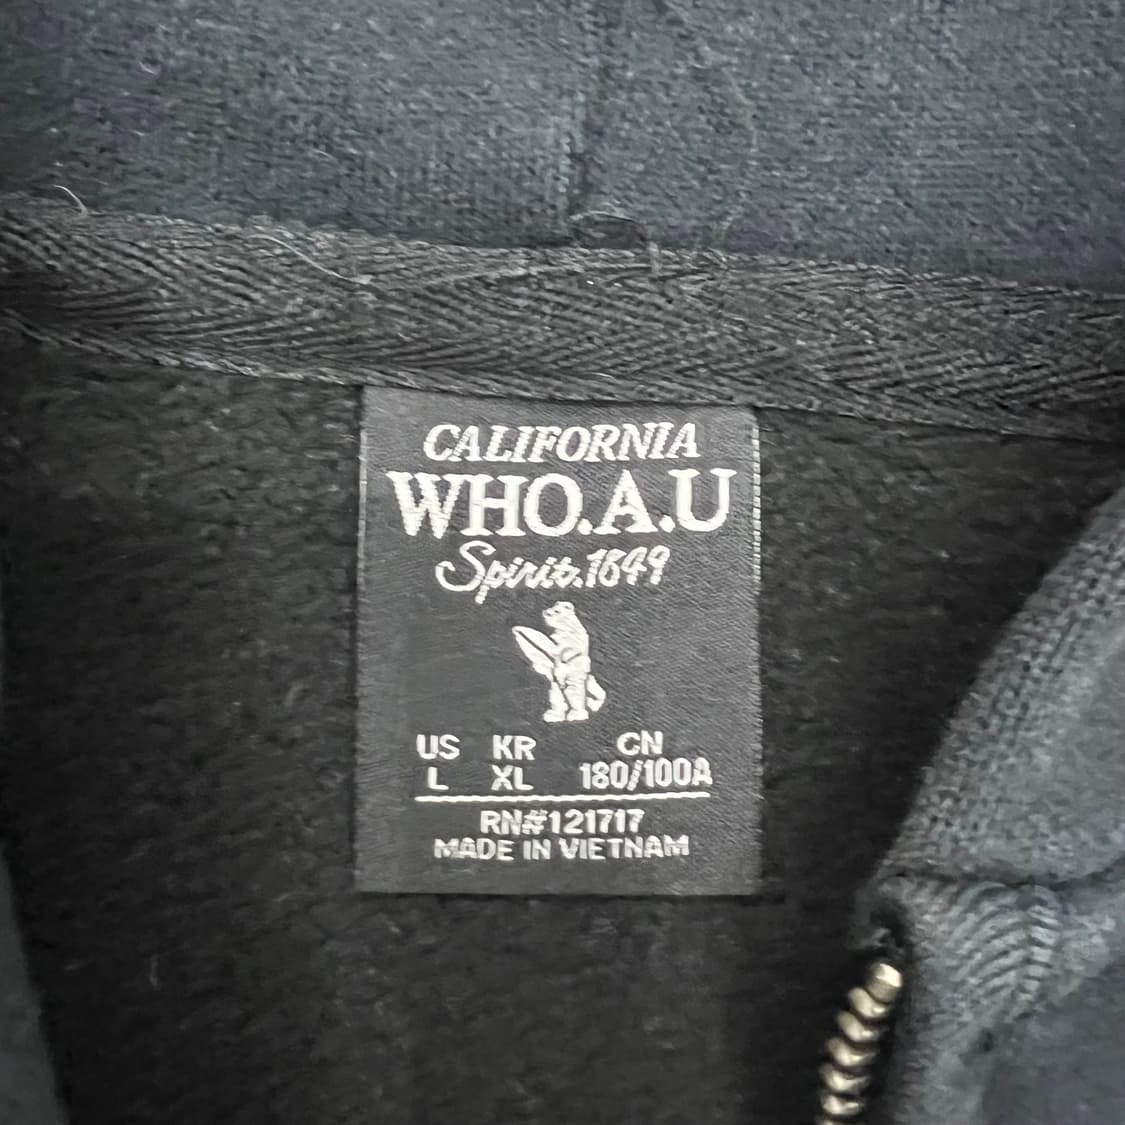 CALIFORNIA
WHO.A.U
Spirit.1849
US KR CN
L XL 180/100A
RN#121717
MADE IN VIETNAM